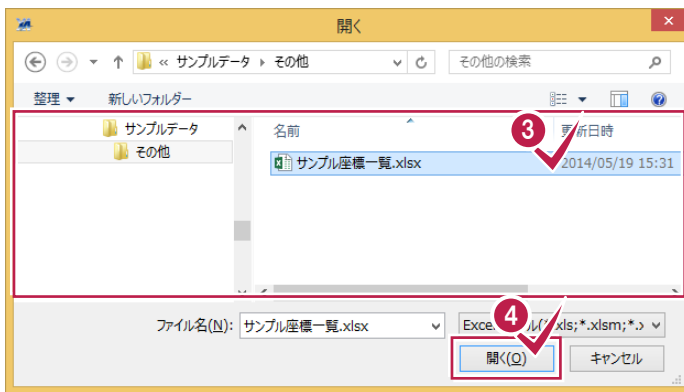 開く
« サンプルデータ ▸ その他
その他の検索
整理 ▼ 新しいフォルダー
サンプルデータ
その他
名前
3
更新日時
サンプル座標一覧.xlsx
2014/05/19 15:31
ファイル名(N):
サンプル座標一覧.xlsx
4
(*.xls;*.xlsm;*.x
開く(O)
キャンセル